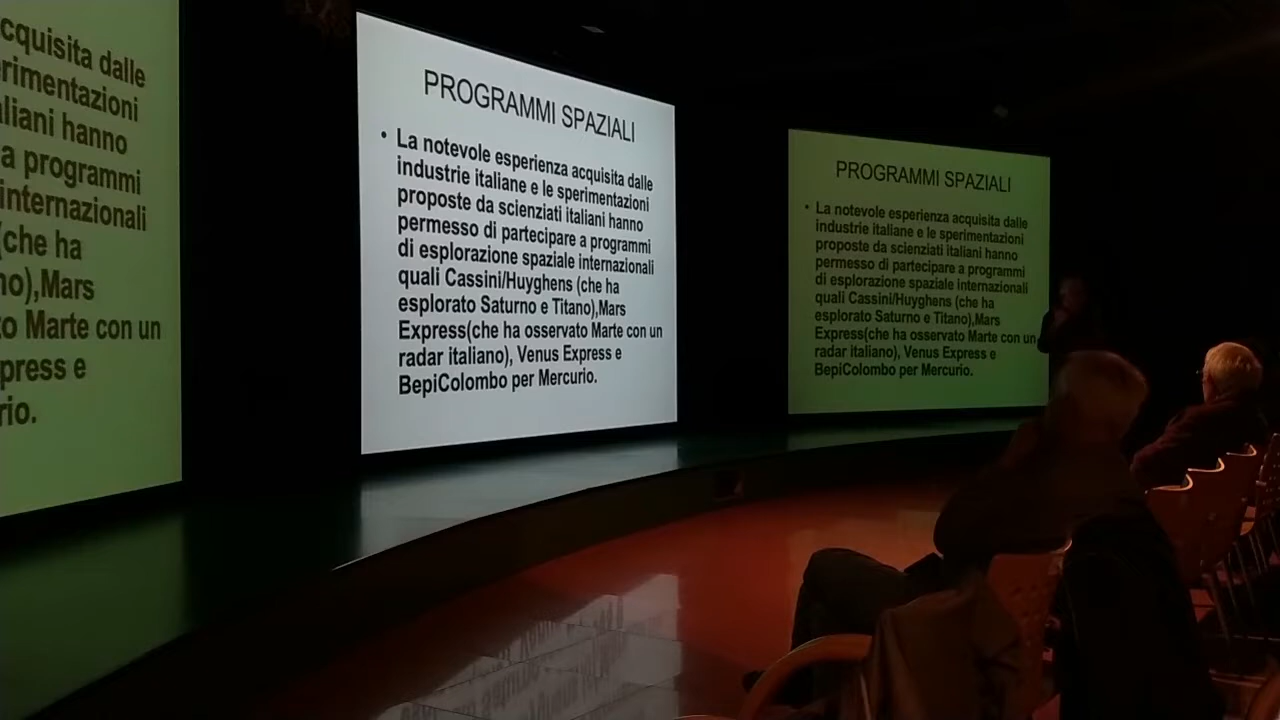 cquisita dalle
rimentazioni
aliani hanno
a programmi
internazionali
(che ha
no),Mars
to Marte con un
press e
rio.
PROGRAMMI SPAZIALI
• La notevole esperienza acquisita dalle
industrie italiane e le sperimentazioni
proposte da scienziati italiani hanno
permesso di partecipare a programmi
di esplorazione spaziale internazionali
quali Cassini/Huyghens (che ha
esplorato Saturno e Titano),Mars
Express(che ha osservato Marte con un
radar italiano), Venus Express e
BepiColombo per Mercurio.
PROGRAMMI SPAZIALI
• La notevole esperienza acquisita dalle
industrie italiane e le sperimentazioni
proposte da scienziati italiani hanno
permesso di partecipare a programmi
di esplorazione spaziale internazionali
quali Cassini/Huyghens (che ha
esplorato Saturno e Titano),Mars
Express(che ha osservato Marte con un
radar italiano), Venus Express e
BepiColombo per Mercurio.